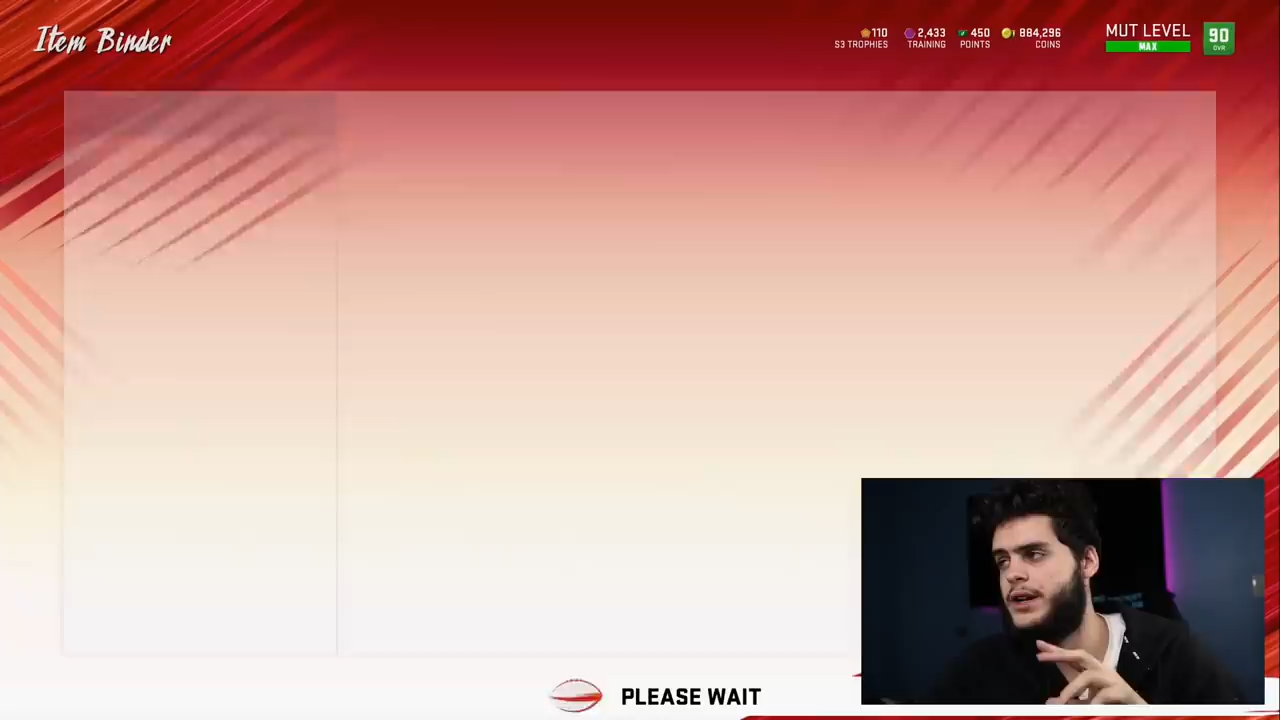 Item Binder
110
S3 TROPHIES
2,433
TRAINING
450
POINTS
884,296
COINS
MUT LEVEL
MAX
90
OVR
PLEASE WAIT